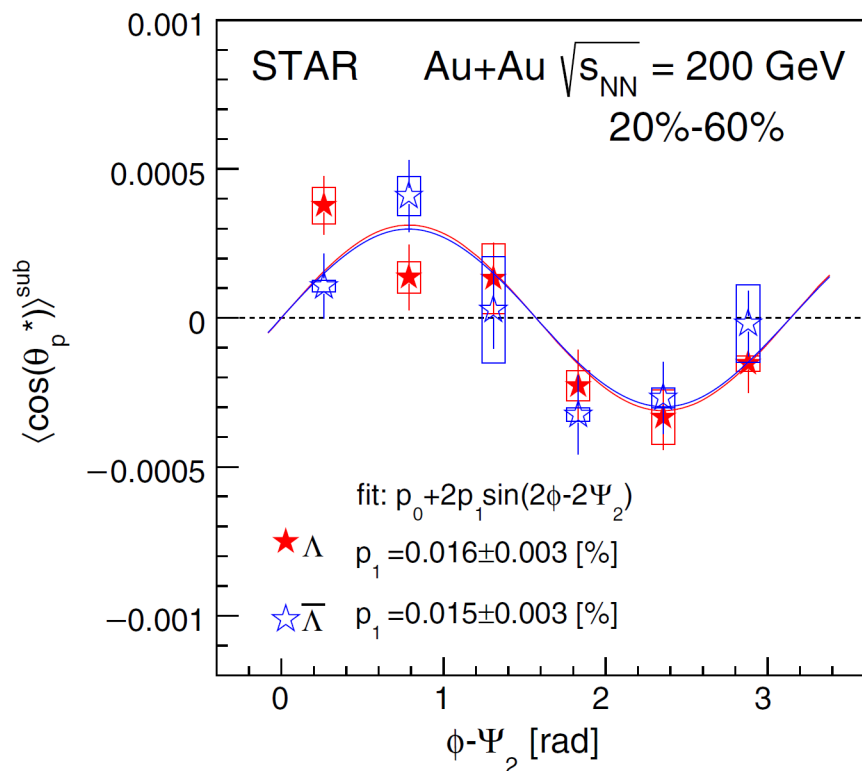 STAR Au+Au √s_NN = 200 GeV
20%-60%
0.001
0.0005
0
−0.0005
−0.001
⟨cos(θ_p*)⟩^sub
fit: p_0+2p_1sin(2ϕ-2Ψ_2)
Λ p_1=0.016±0.003 [%]
Λ̅ p_1=0.015±0.003 [%]
0 1 2 3
ϕ-Ψ_2 [rad]